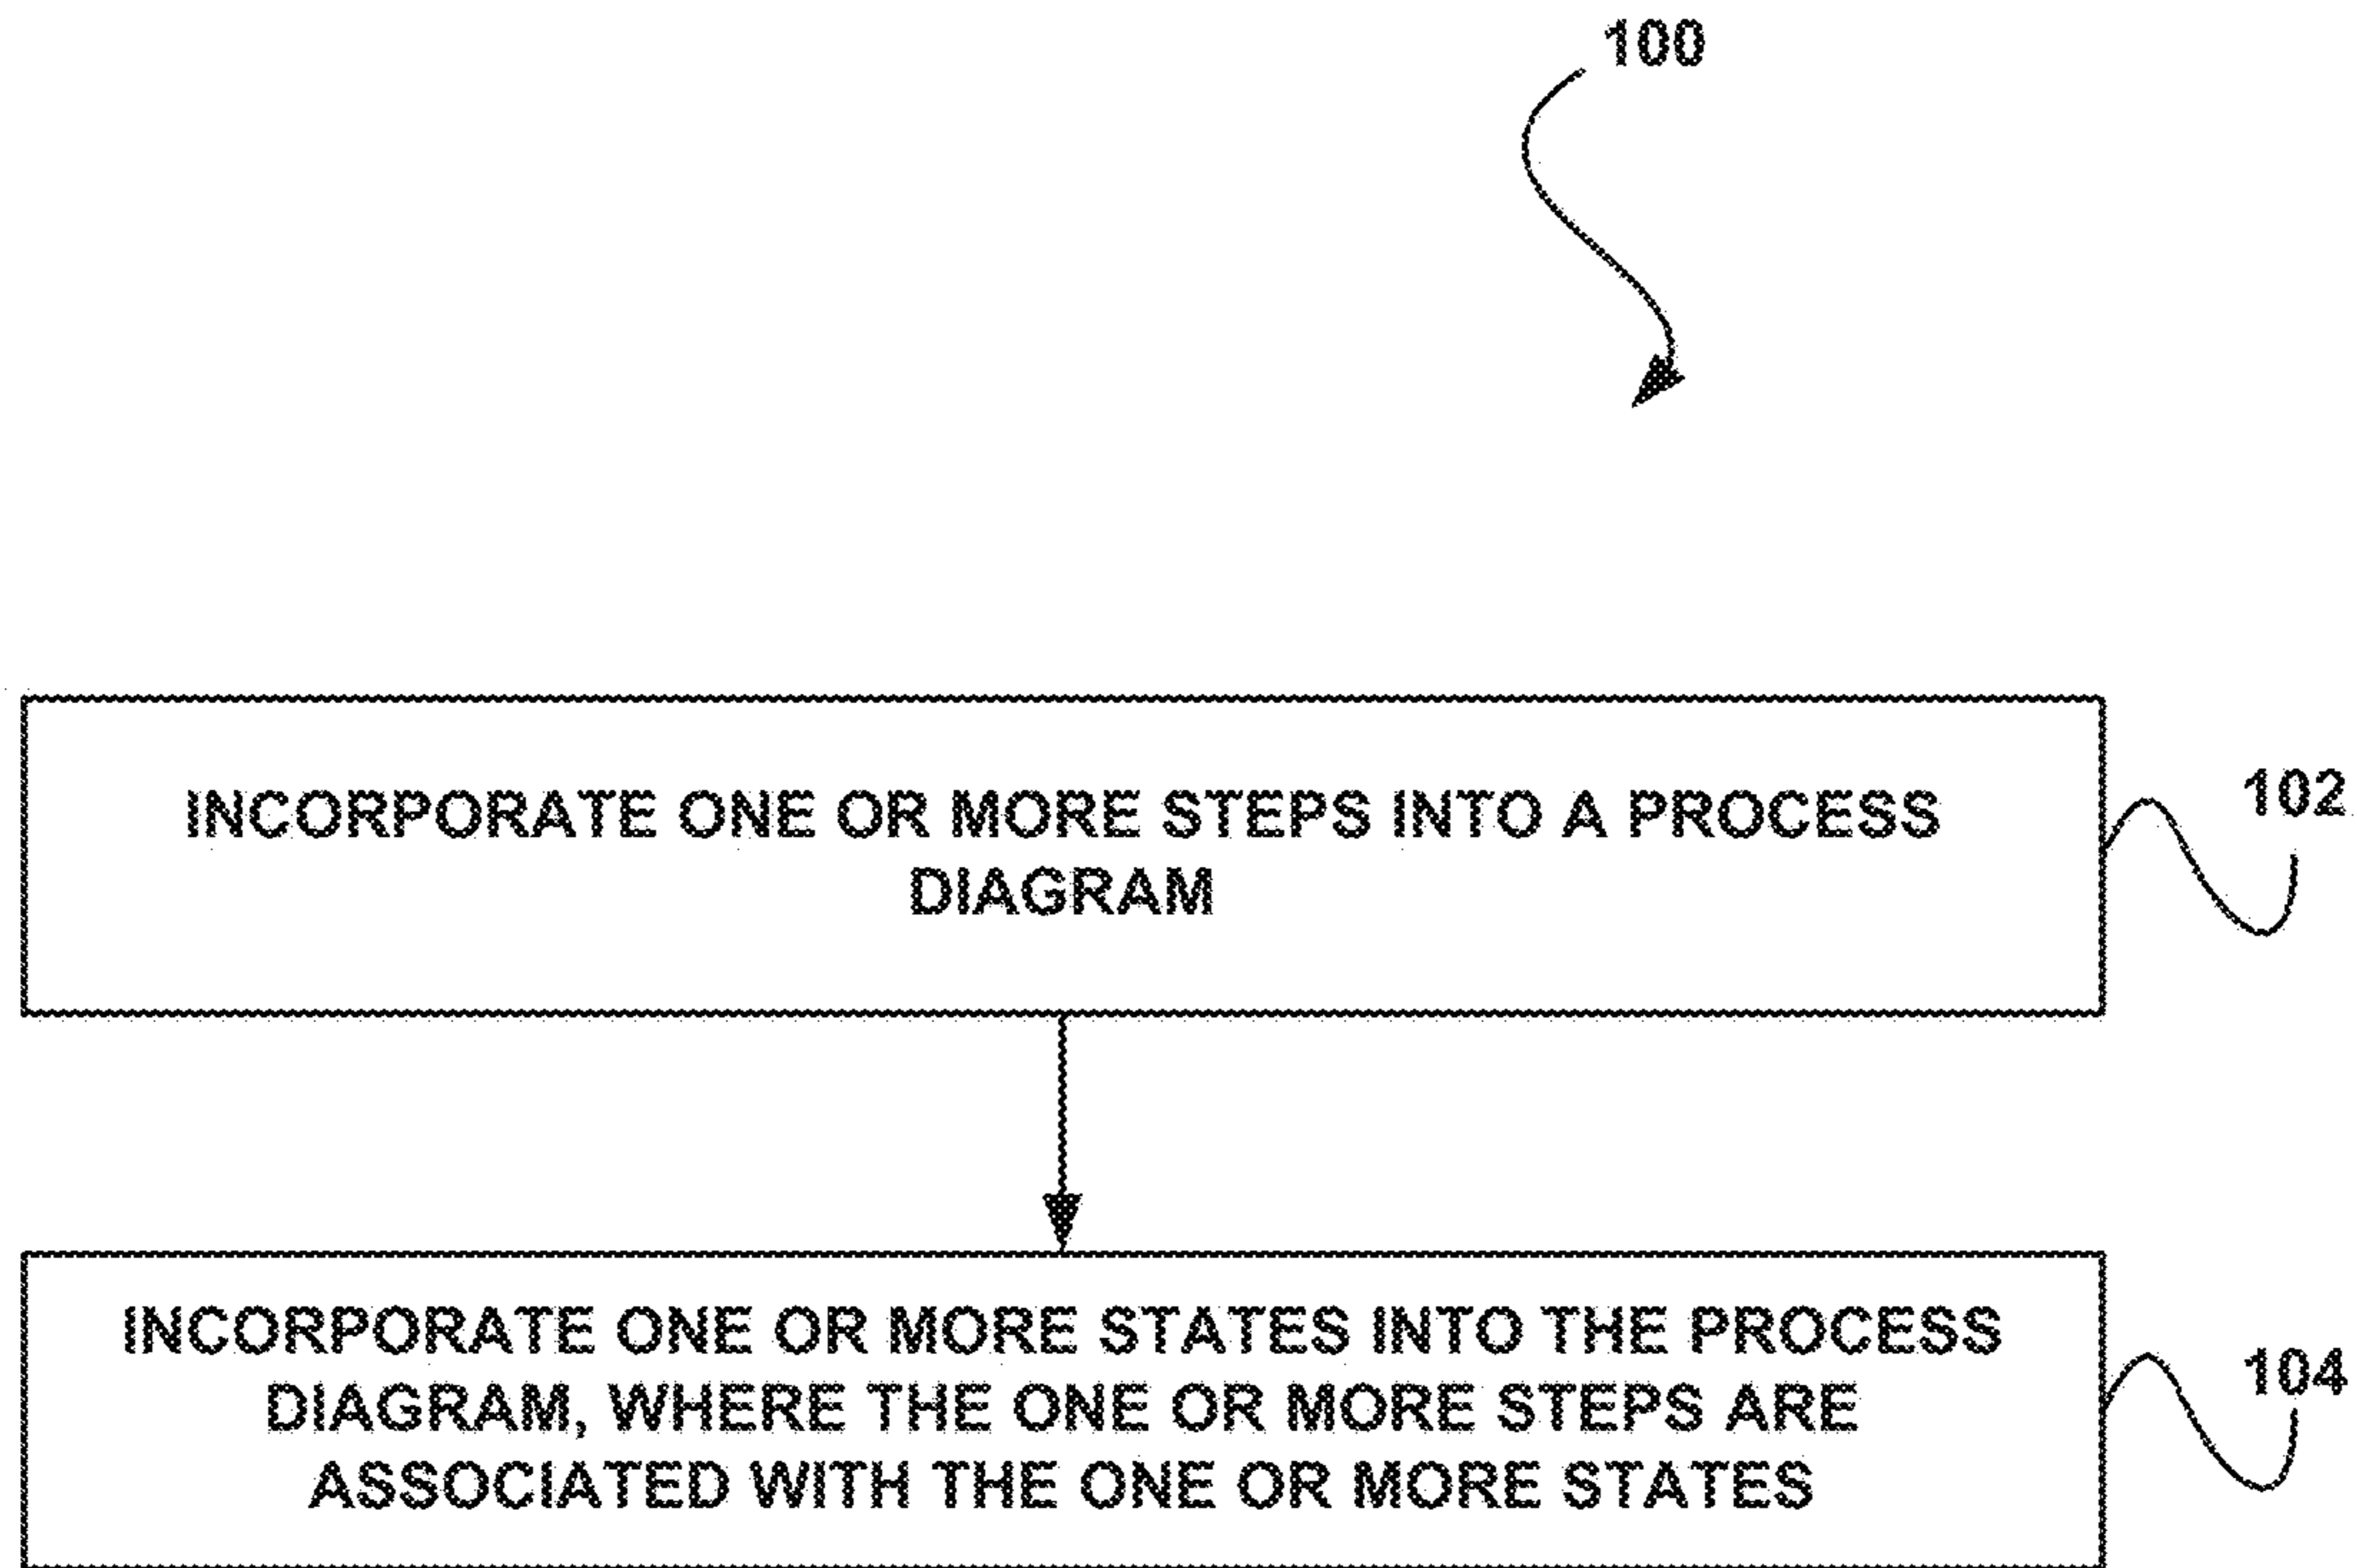 100
INCORPORATE ONE OR MORE STEPS INTO A PROCESS
DIAGRAM
102
INCORPORATE ONE OR MORE STATES INTO THE PROCESS
DIAGRAM, WHERE THE ONE OR MORE STEPS ARE
ASSOCIATED WITH THE ONE OR MORE STATES
104